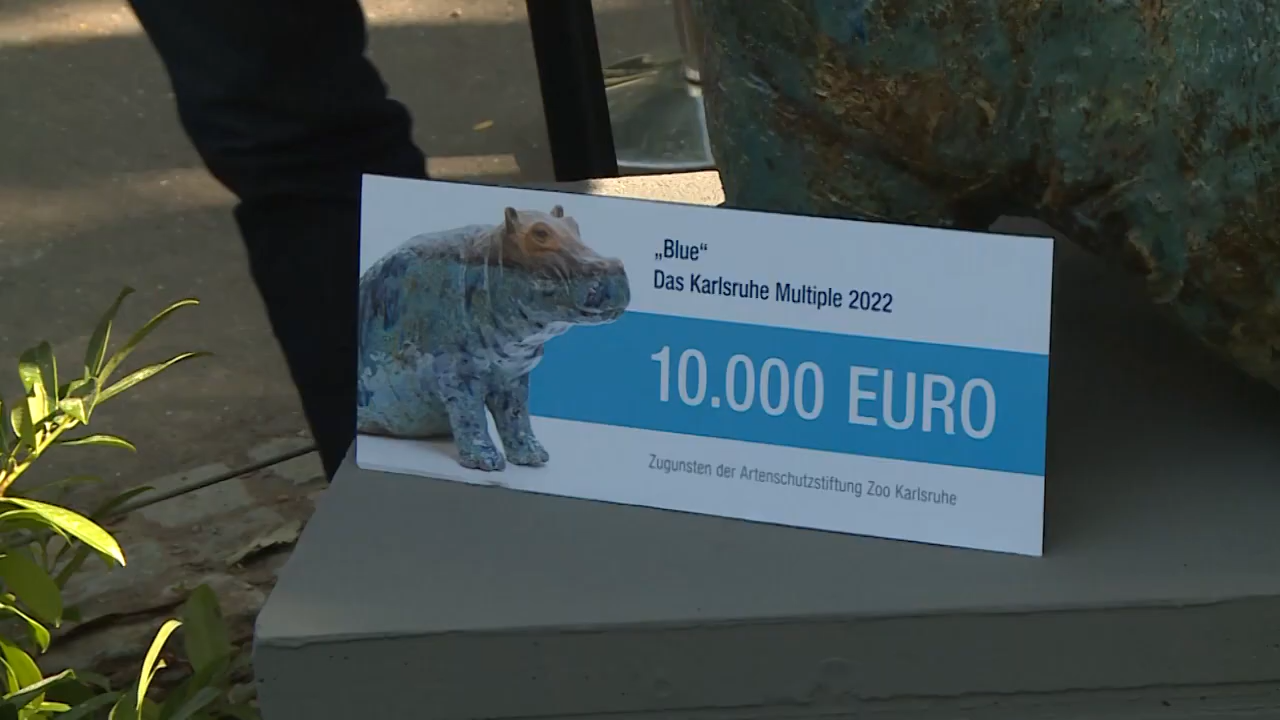 „Blue“
Das Karlsruhe Multiple 2022
10.000 EURO
Zugunsten der Artenschutzstiftung Zoo Karlsruhe